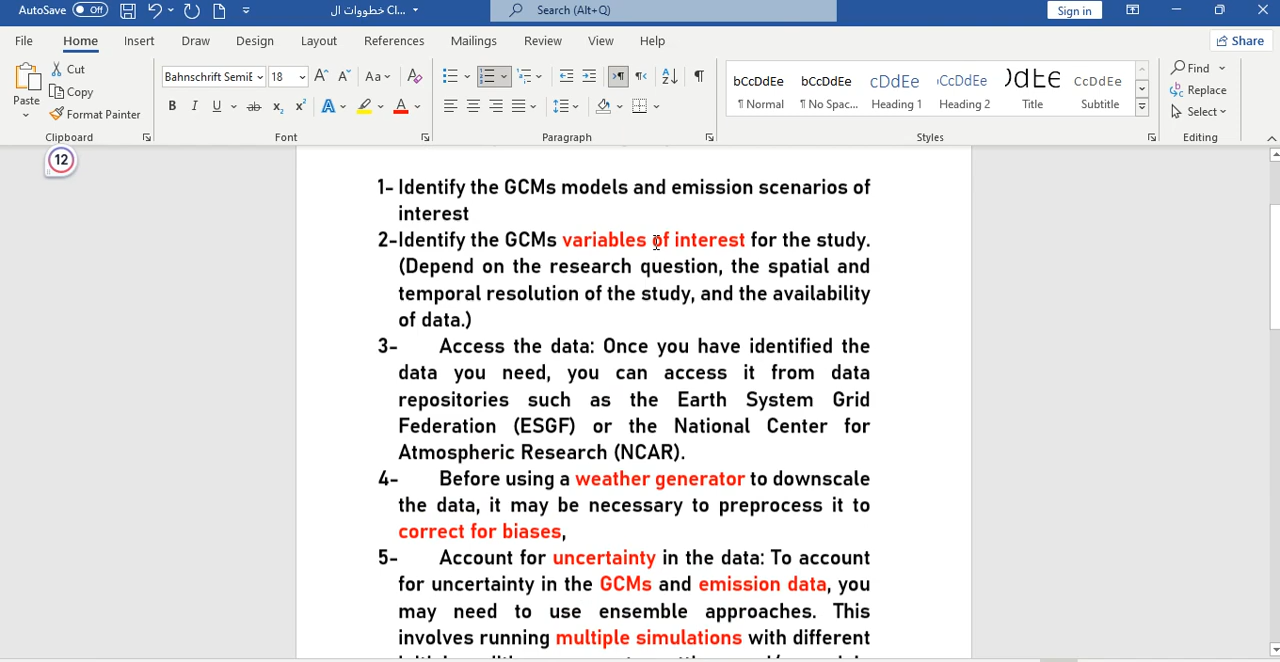 AutoSave Off خطووات ال CI... Search (Alt+Q) Sign in
File Home Insert Draw Design Layout References Mailings Review View Help Share
Paste Cut Copy Format Painter
Bahnschrift SemiE 18
bCcDdEe bCcDdEe cDdEe cCcDdEe DdEe CcDdEe
¶ Normal ¶ No Spac... Heading 1 Heading 2 Title Subtitle
Find Replace Select
Clipboard Font Paragraph Styles Editing
12
1- Identify the GCMs models and emission scenarios of
interest
2-Identify the GCMs variables of interest for the study.
(Depend on the research question, the spatial and
temporal resolution of the study, and the availability
of data.)
3- Access the data: Once you have identified the
data you need, you can access it from data
repositories such as the Earth System Grid
Federation (ESGF) or the National Center for
Atmospheric Research (NCAR).
4- Before using a weather generator to downscale
the data, it may be necessary to preprocess it to
correct for biases,
5- Account for uncertainty in the data: To account
for uncertainty in the GCMs and emission data, you
may need to use ensemble approaches. This
involves running multiple simulations with different